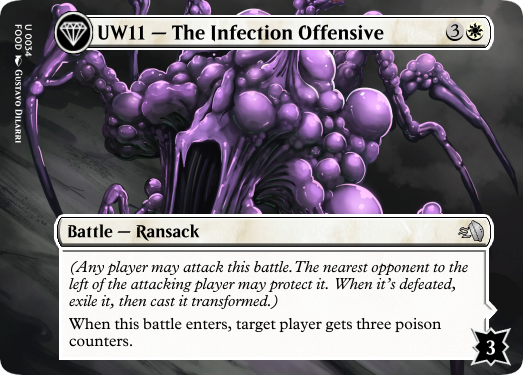 UW11 — The Infection Offensive
3
Battle — Ransack
(Any player may attack this battle. The nearest opponent to the
left of the attacking player may protect it. When it's defeated,
exile it, then cast it transformed.)
When this battle enters, target player gets three poison
counters.
3
U 0034
FOOD Gustavo Dilarri